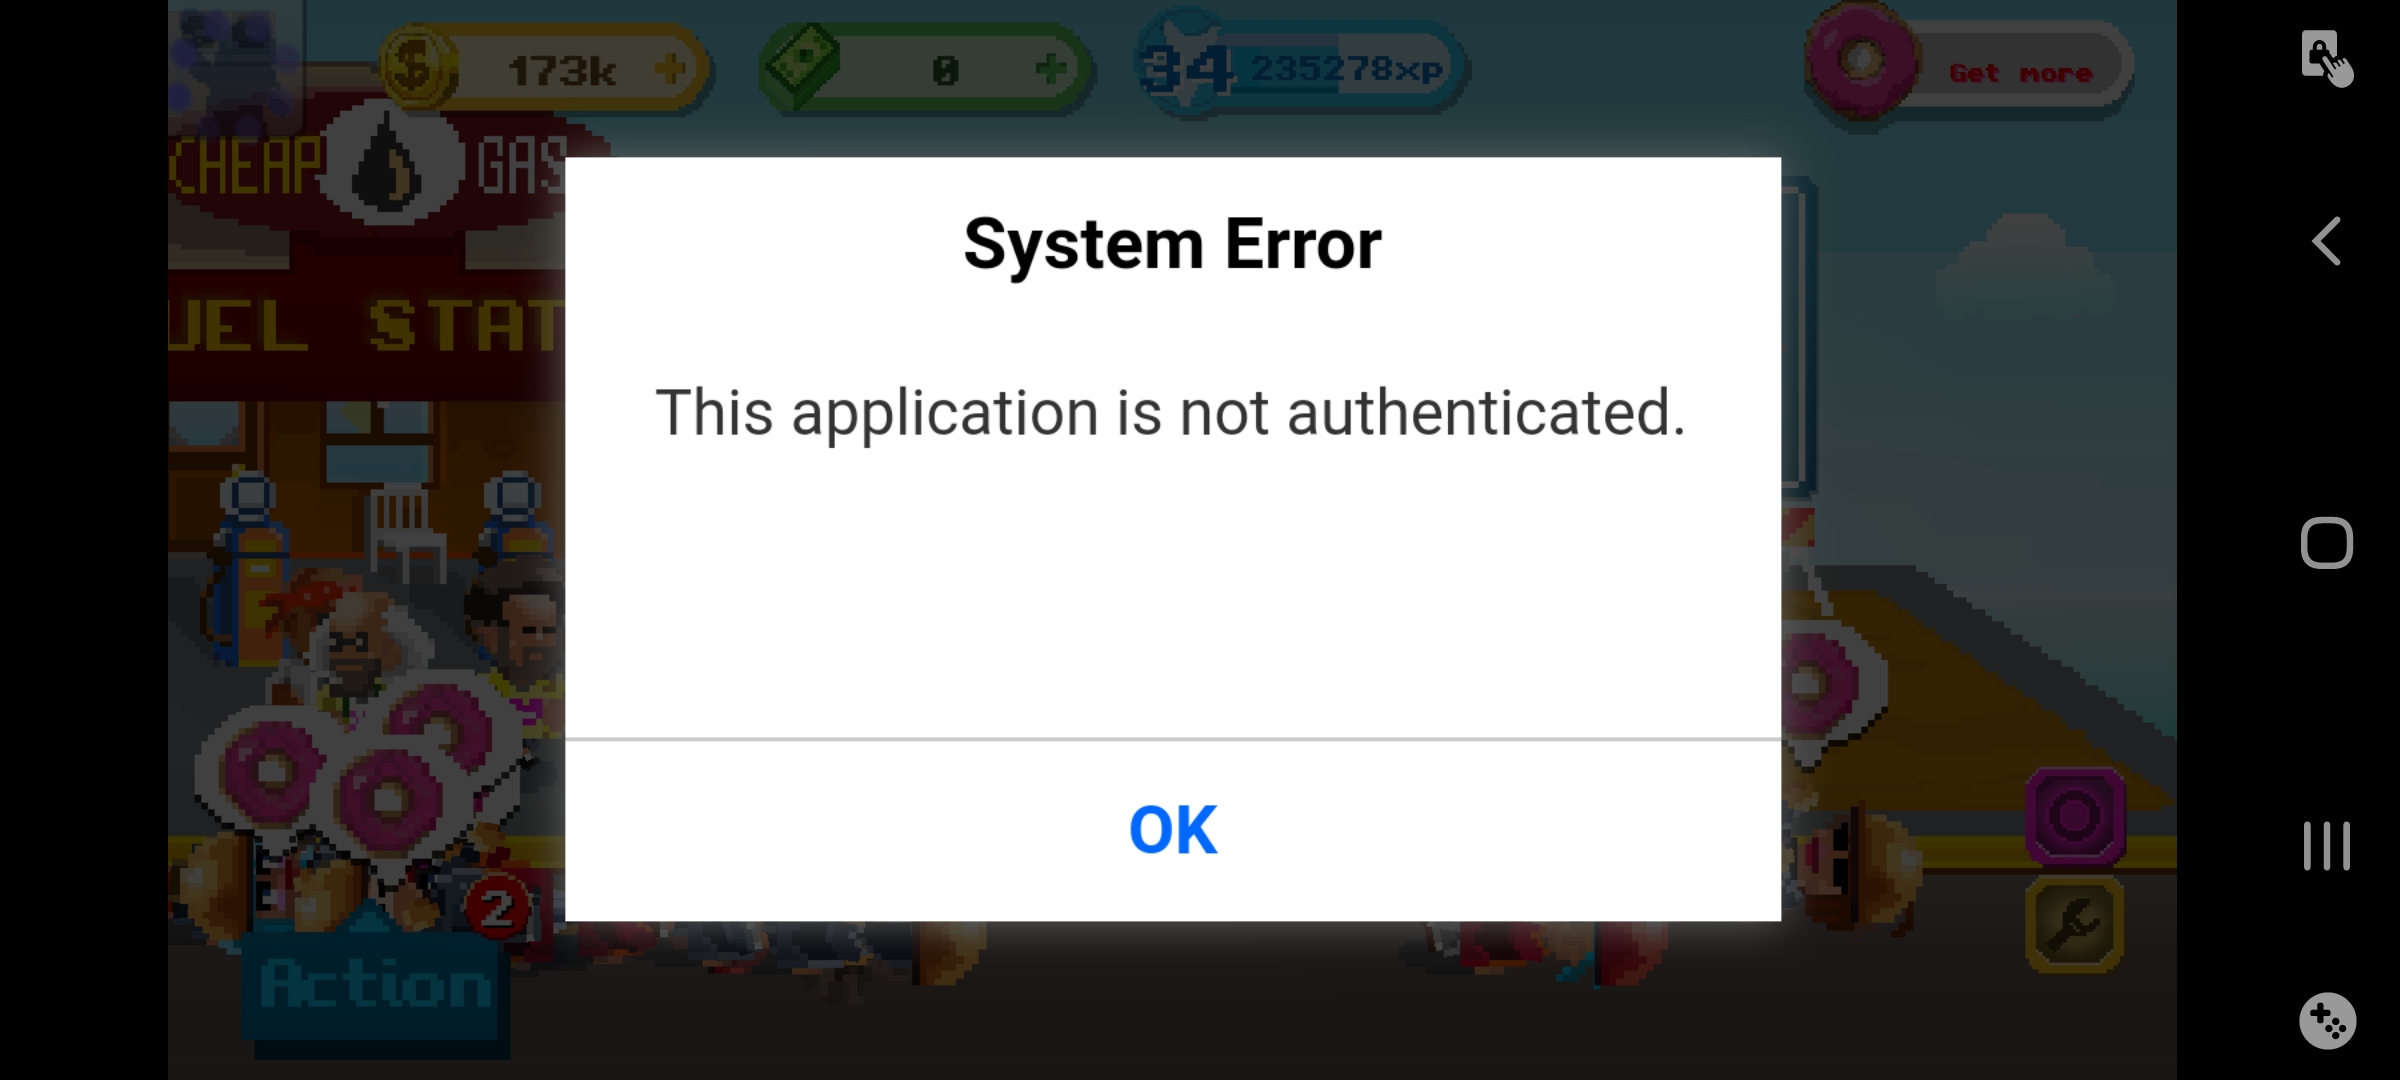 173k
0
34
235278xp
Get more
CHEAP GAS
UEL STAT
System Error
This application is not authenticated.
OK
2
Action